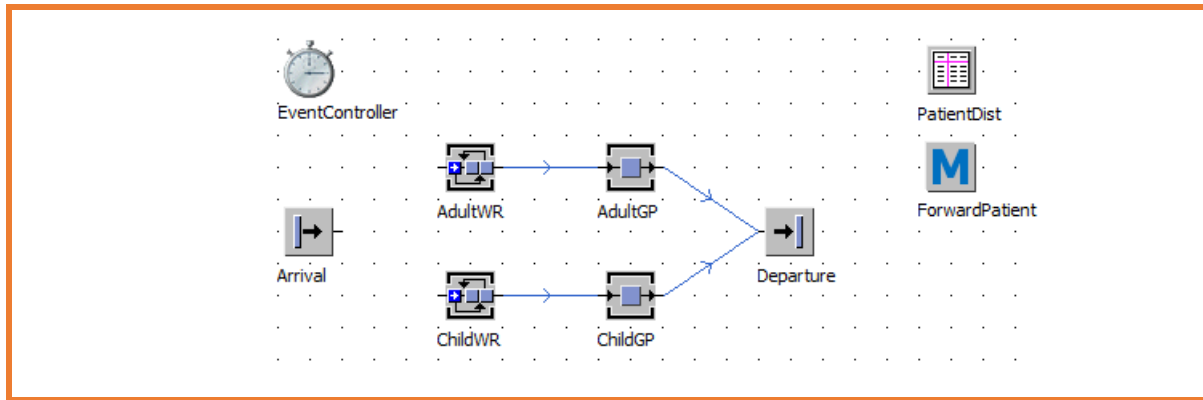 EventController
PatientDist
M
AdultWR
AdultGP
ForwardPatient
Arrival
Departure
ChildWR
ChildGP